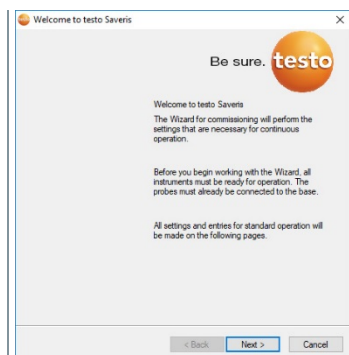 Welcome to testo Saveris
Be sure. testo
Welcome to testo Saveris
The Wizard for commissioning will perform the
settings that are necessary for continuous
operation.
Before you begin working with the Wizard, all
instruments must be ready for operation. The
probes must already be connected to the base.
All settings and entries for standard operation will
be made on the following pages.
< Back Next > Cancel